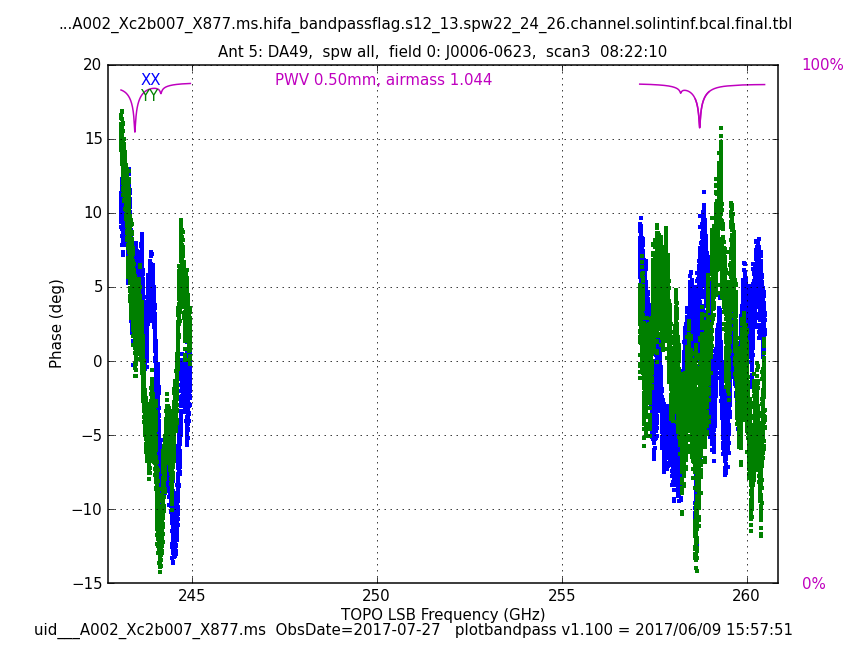 ...A002_Xc2b007_X877.ms.hifa_bandpassflag.s12_13.spw22_24_26.channel.solintinf.bcal.final.tbl
Ant 5: DA49,  spw all,  field 0: J0006-0623,  scan3  08:22:10
20
15
10
5
0
−5
−10
−15
Phase (deg)
XX
YY
PWV 0.50mm, airmass 1.044
100%
0%
245
250
255
260
TOPO LSB Frequency (GHz)
uid___A002_Xc2b007_X877.ms  ObsDate=2017-07-27   plotbandpass v1.100 = 2017/06/09 15:57:51